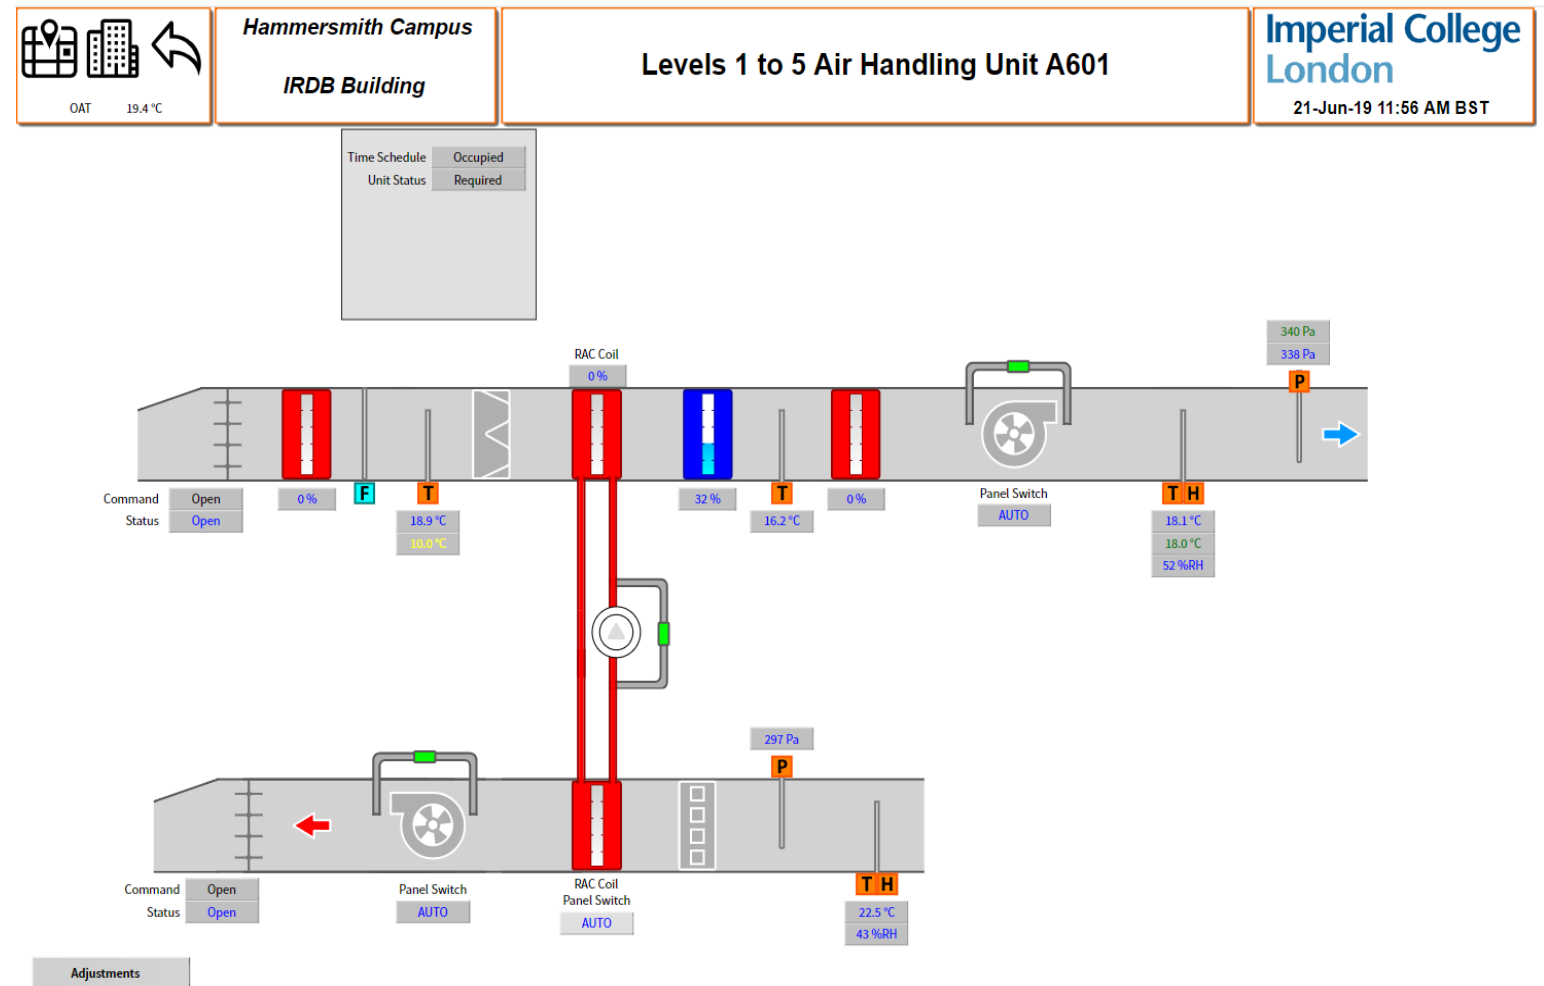 Hammersmith Campus
IRDB Building
OAT 19.4 °C
Levels 1 to 5 Air Handling Unit A601
Imperial College
London
21-Jun-19 11:56 AM BST
Time Schedule Occupied
Unit Status Required
340 Pa
338 Pa
P
RAC Coil
0 %
Command Open
Status Open
0 %
F
T
18.9 °C
10.0 °C
32 %
T
16.2 °C
0 %
Panel Switch
AUTO
T H
18.1 °C
18.0 °C
52 %RH
297 Pa
P
Command Open
Status Open
Panel Switch
AUTO
RAC Coil
Panel Switch
AUTO
T H
22.5 °C
43 %RH
Adjustments